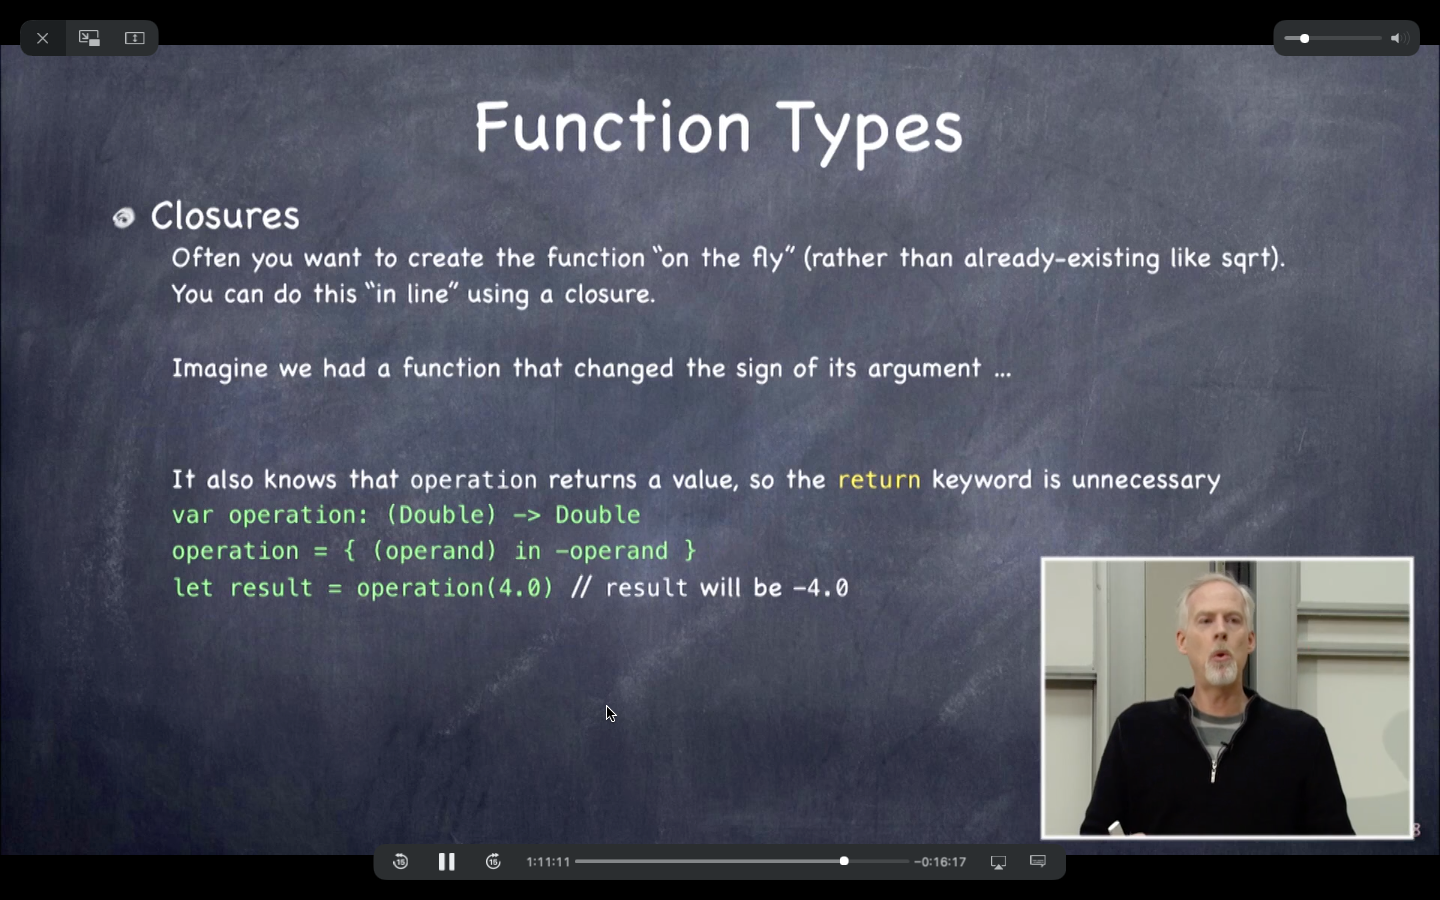 Function Types
Closures
Often you want to create the function “on the fly” (rather than already-existing like sqrt).
You can do this “in line” using a closure.
Imagine we had a function that changed the sign of its argument ...
It also knows that operation returns a value, so the return keyword is unnecessary
var operation: (Double) -> Double
operation = { (operand) in -operand }
let result = operation(4.0) // result will be -4.0
8
15
15
1:11:11
-0:16:17